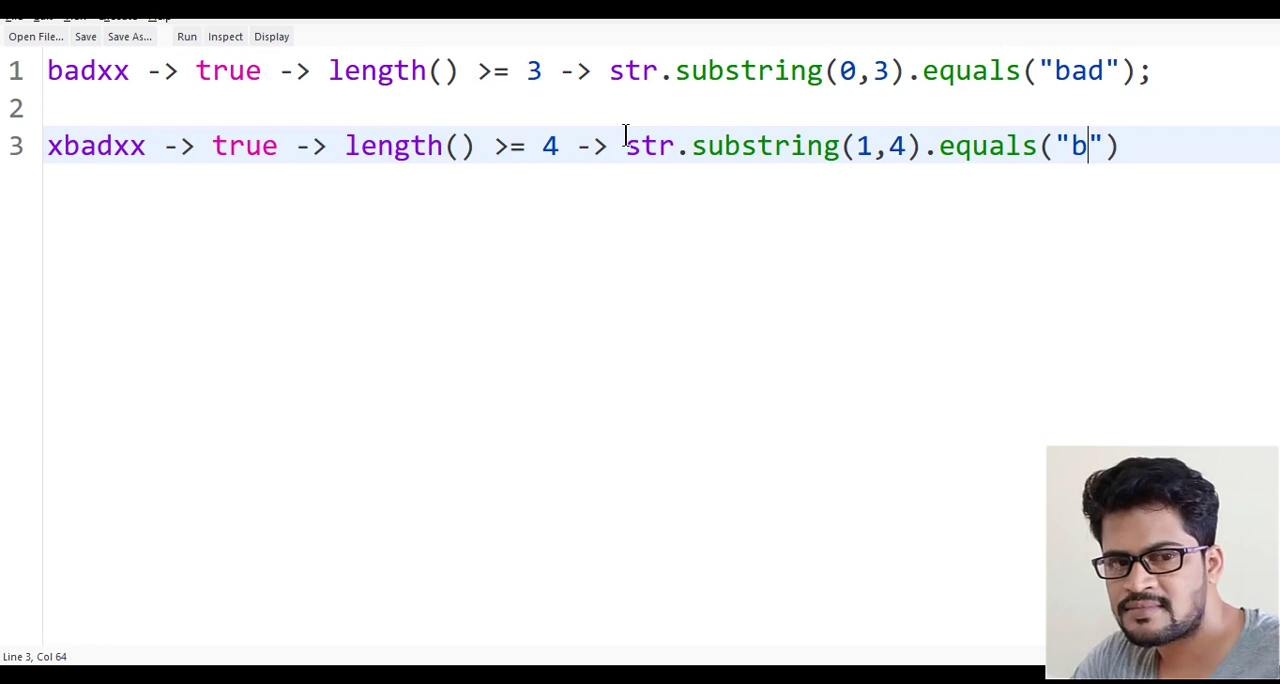 Open File... Save Save As... Run Inspect Display
1 badxx -> true -> length() >= 3 -> str.substring(0,3).equals("bad");
2
3 xbadxx -> true -> length() >= 4 -> str.substring(1,4).equals("b")
Line 3, Col 64